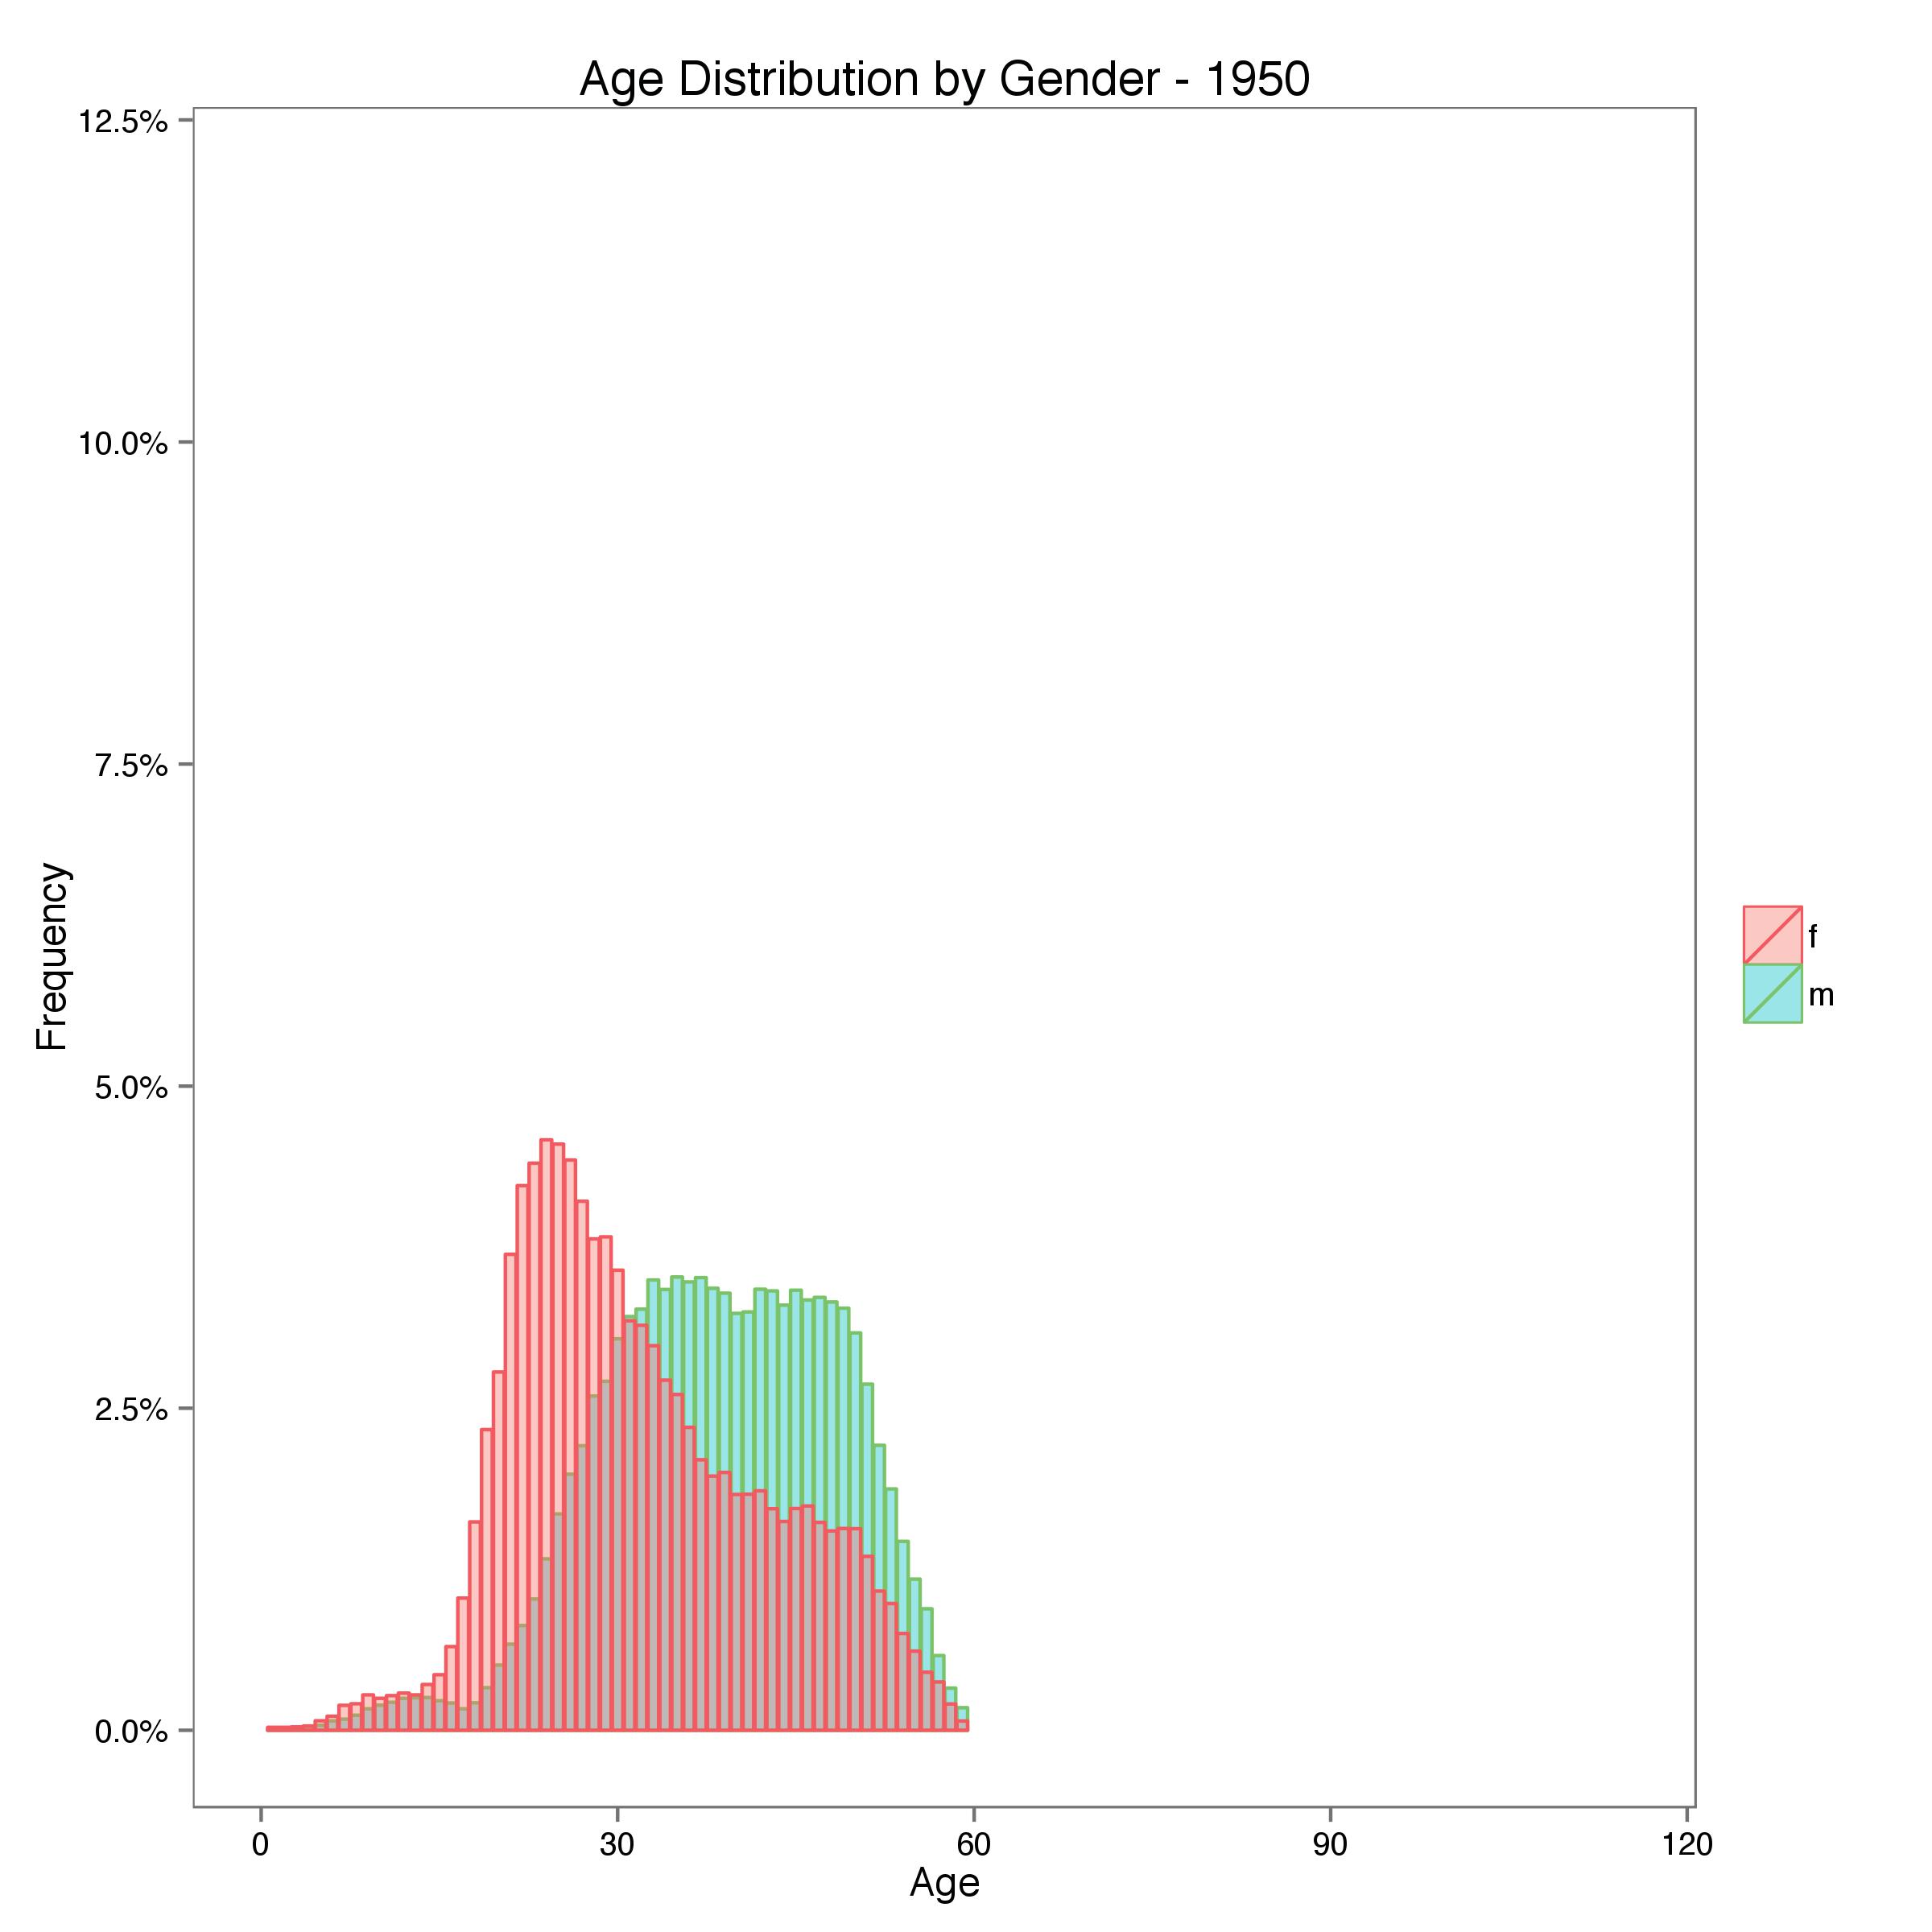 Age Distribution by Gender - 1950
12.5%
10.0%
7.5%
5.0%
2.5%
0.0%
Frequency
0 30 60 90 120
Age
f
m